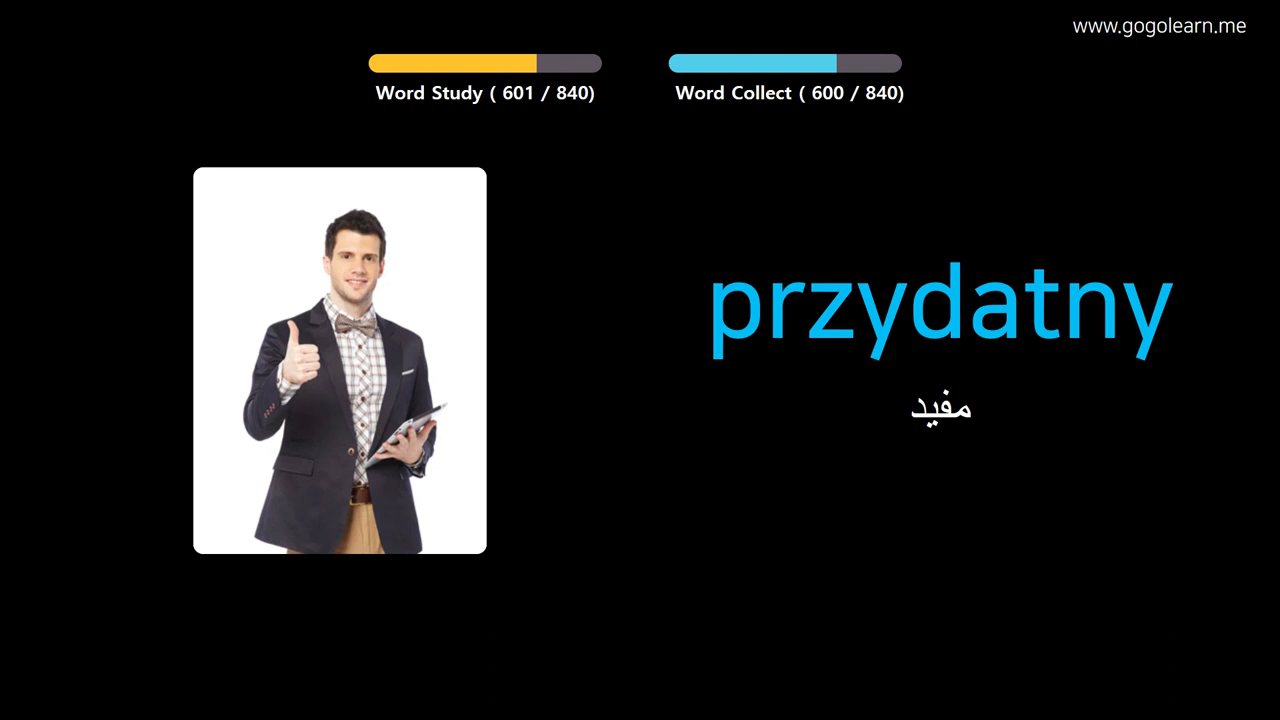 www.gogolearn.me
Word Study ( 601 / 840)
Word Collect ( 600 / 840)
przydatny
مفيد